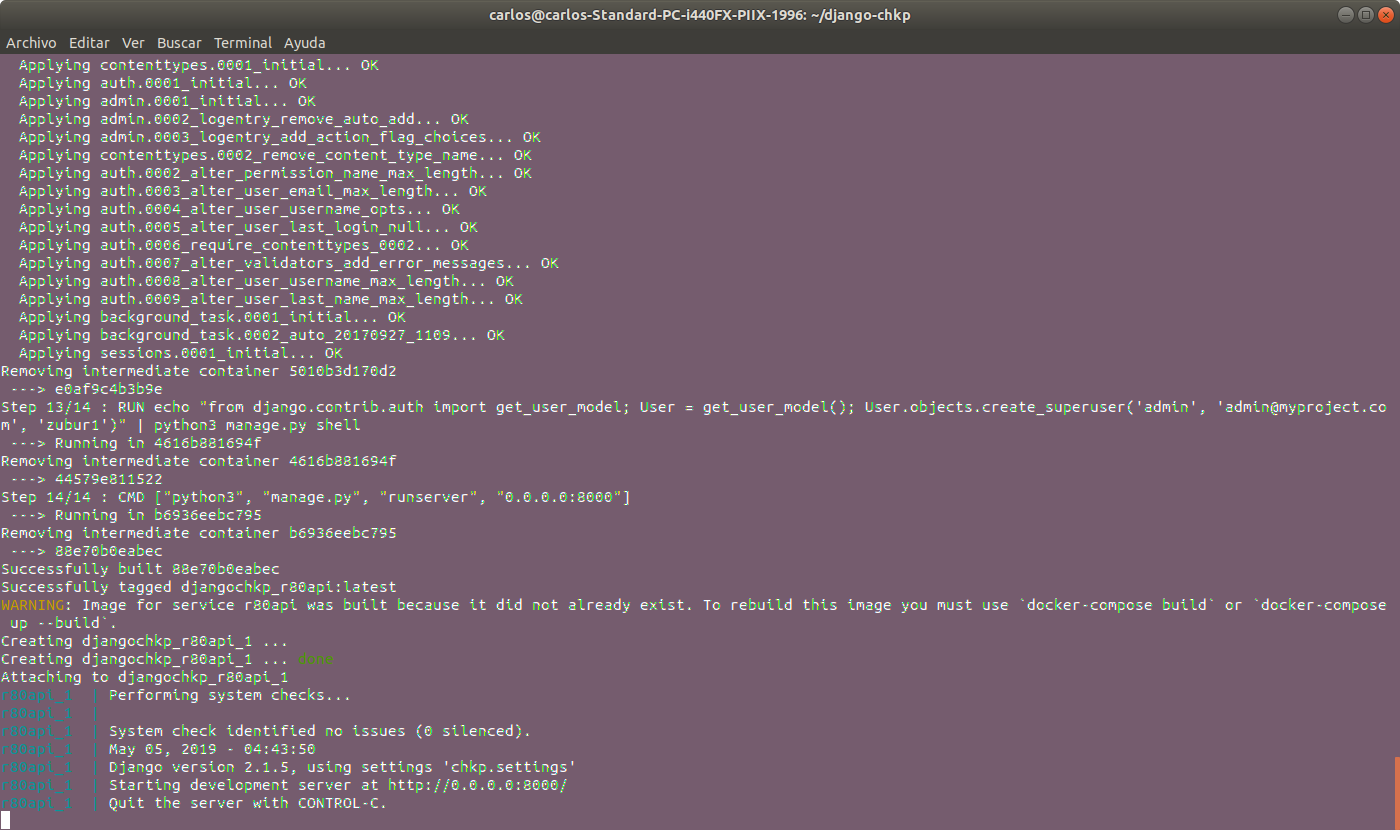 carlos@carlos-Standard-PC-i440FX-PIIX-1996: ~/django-chkp
Archivo Editar Ver Buscar Terminal Ayuda
  Applying contenttypes.0001_initial... OK
  Applying auth.0001_initial... OK
  Applying admin.0001_initial... OK
  Applying admin.0002_logentry_remove_auto_add... OK
  Applying admin.0003_logentry_add_action_flag_choices... OK
  Applying contenttypes.0002_remove_content_type_name... OK
  Applying auth.0002_alter_permission_name_max_length... OK
  Applying auth.0003_alter_user_email_max_length... OK
  Applying auth.0004_alter_user_username_opts... OK
  Applying auth.0005_alter_user_last_login_null... OK
  Applying auth.0006_require_contenttypes_0002... OK
  Applying auth.0007_alter_validators_add_error_messages... OK
  Applying auth.0008_alter_user_username_max_length... OK
  Applying auth.0009_alter_user_last_name_max_length... OK
  Applying background_task.0001_initial... OK
  Applying background_task.0002_auto_20170927_1109... OK
  Applying sessions.0001_initial... OK
Removing intermediate container 5010b3d170d2
 ---> e0af9c4b3b9e
Step 13/14 : RUN echo "from django.contrib.auth import get_user_model; User = get_user_model(); User.objects.create_superuser('admin', 'admin@myproject.co
m', 'zubur1')" | python3 manage.py shell
 ---> Running in 4616b881694f
Removing intermediate container 4616b881694f
 ---> 44579e811522
Step 14/14 : CMD ["python3", "manage.py", "runserver", "0.0.0.0:8000"]
 ---> Running in b6936eebc795
Removing intermediate container b6936eebc795
 ---> 88e70b0eabec
Successfully built 88e70b0eabec
Successfully tagged djangochkp_r80api:latest
WARNING: Image for service r80api was built because it did not already exist. To rebuild this image you must use `docker-compose build` or `docker-compose
 up --build`.
Creating djangochkp_r80api_1 ...
Creating djangochkp_r80api_1 ... done
Attaching to djangochkp_r80api_1
r80api_1  | Performing system checks...
r80api_1  |
r80api_1  | System check identified no issues (0 silenced).
r80api_1  | May 05, 2019 - 04:43:50
r80api_1  | Django version 2.1.5, using settings 'chkp.settings'
r80api_1  | Starting development server at http://0.0.0.0:8000/
r80api_1  | Quit the server with CONTROL-C.